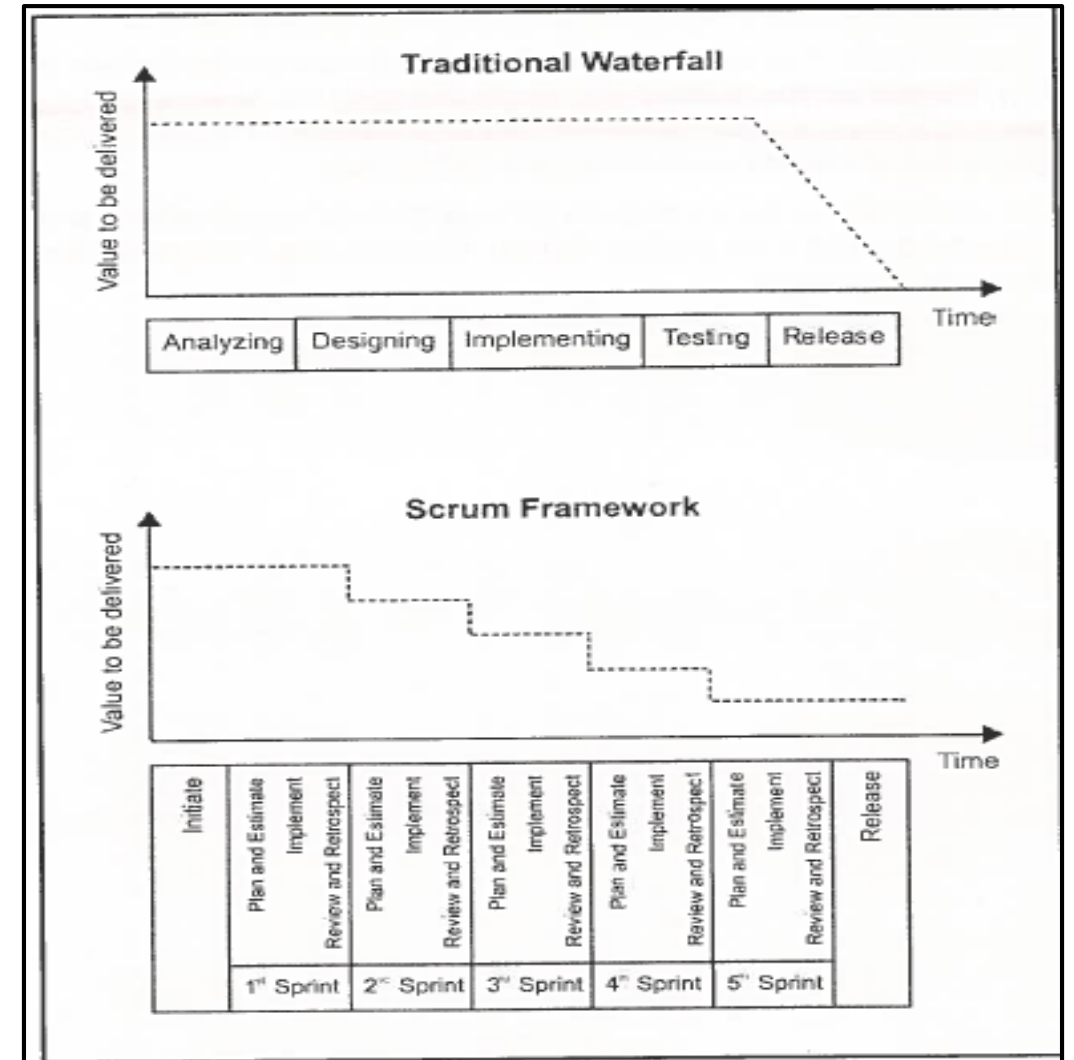 Traditional Waterfall
Value to be delivered
Time
Analyzing
Designing
Implementing
Testing
Release
Scrum Framework
Value to be delivered
Time
Initiate
Plan and Estimate
Implement
Review and Retrospect
1st Sprint
Plan and Estimate
Implement
Review and Retrospect
2nd Sprint
Plan and Estimate
Implement
Review and Retrospect
3rd Sprint
Plan and Estimate
Implement
Review and Retrospect
4th Sprint
Plan and Estimate
Implement
Review and Retrospect
5th Sprint
Release